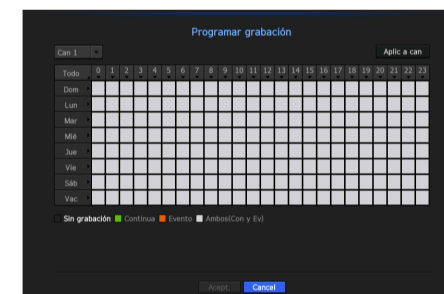 Programar grabación
Can 1 Aplic a can
Todo 0 1 2 3 4 5 6 7 8 9 10 11 12 13 14 15 16 17 18 19 20 21 22 23
Dom
Lun
Mar
Mié
Jue
Vie
Sáb
Vac
Sin grabación Continua Evento Ambos(Con y Ev)
Acept. Cancel